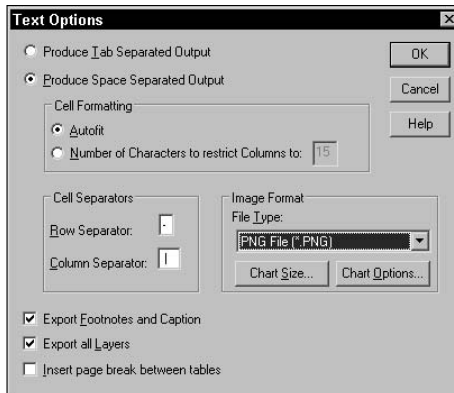 Text Options
Produce Tab Separated Output
OK
Produce Space Separated Output
Cancel
Cell Formatting
Autofit
Help
Number of Characters to restrict Columns to: 15
Cell Separators
Image Format
File Type:
Row Separator: -
PNG File (*.PNG)
Column Separator: |
Chart Size... Chart Options...
Export Footnotes and Caption
Export all Layers
Insert page break between tables